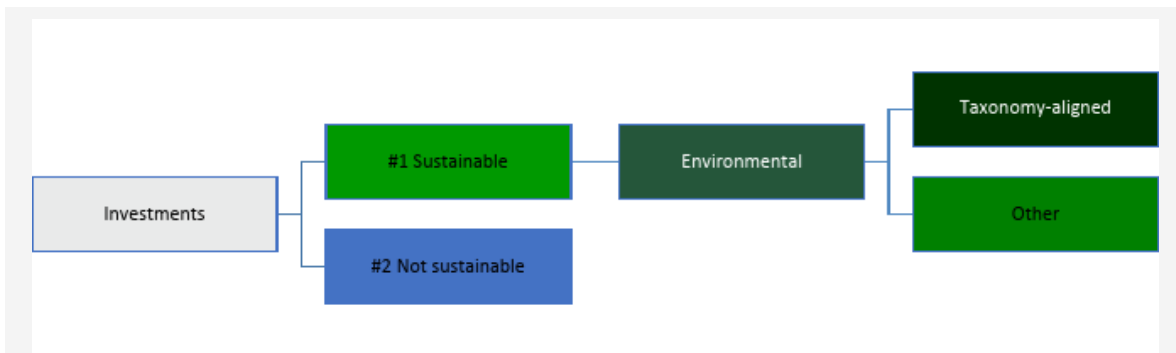 Taxonomy-aligned
#1 Sustainable
Environmental
Investments
Other
#2 Not sustainable